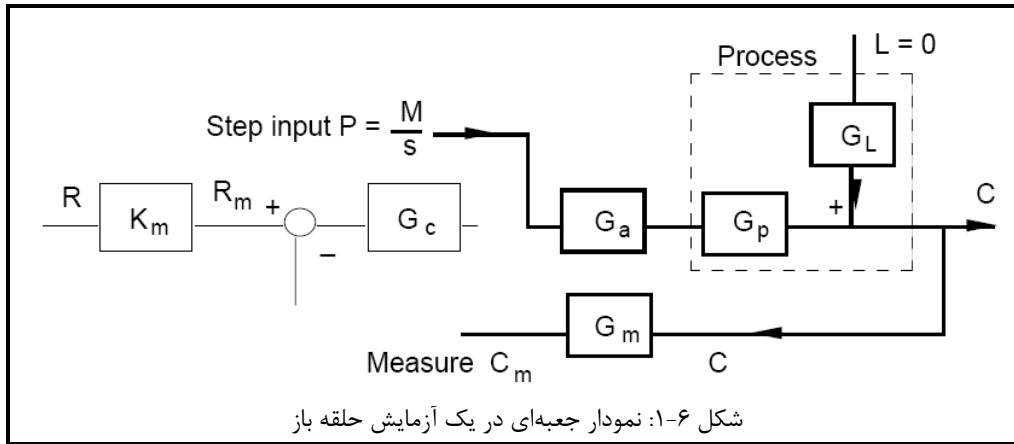 L = 0
Process
Step input P = M/s
G_L
R
K_m
R_m
+
−
G_c
G_a
G_p
+
C
G_m
Measure C_m
C
شکل ۶-۱: نمودار جعبه‌ای در یک آزمایش حلقه باز